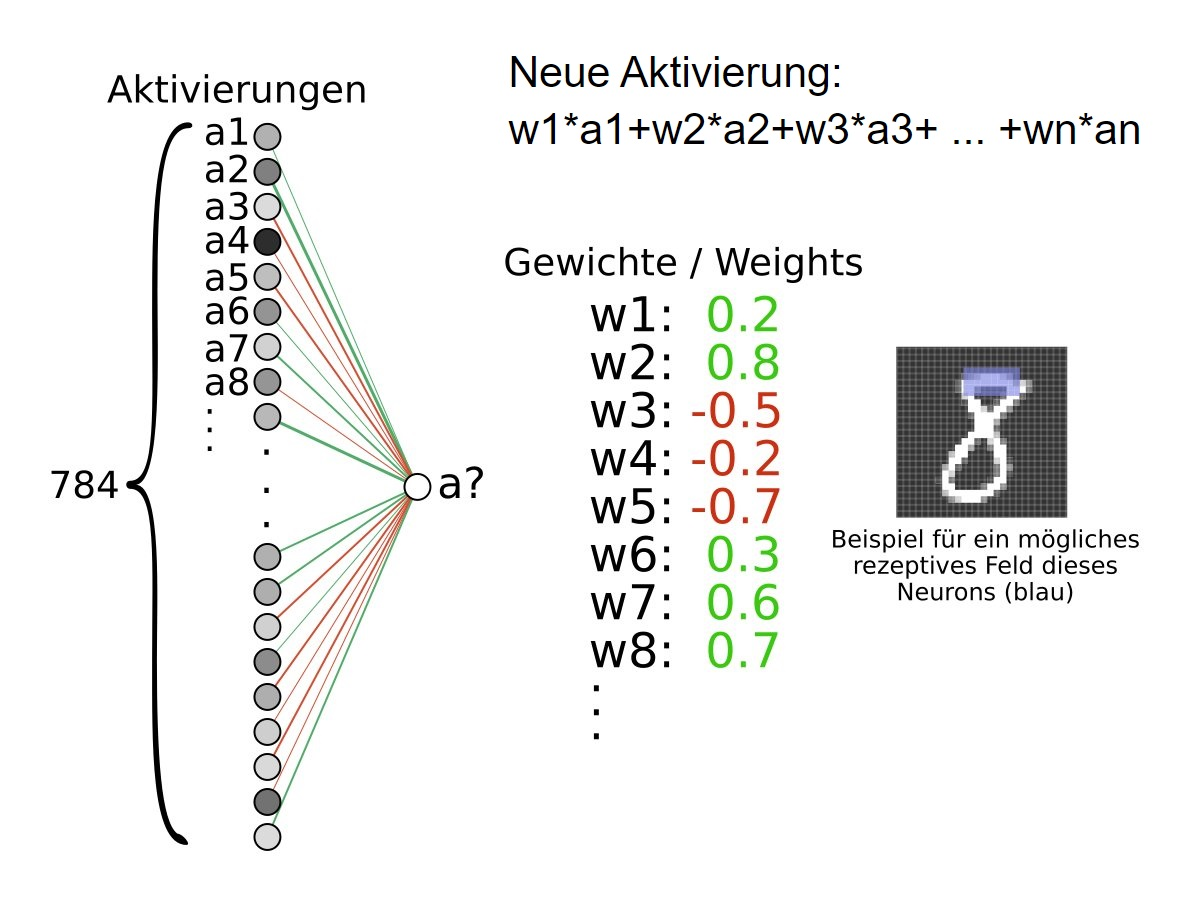 Aktivierungen
a1
a2
a3
a4
a5
a6
a7
a8
784
a?
Neue Aktivierung:
w1*a1+w2*a2+w3*a3+ ... +wn*an
Gewichte / Weights
w1: 0.2
w2: 0.8
w3: -0.5
w4: -0.2
w5: -0.7
w6: 0.3
w7: 0.6
w8: 0.7
Beispiel für ein mögliches
rezeptives Feld dieses
Neurons (blau)